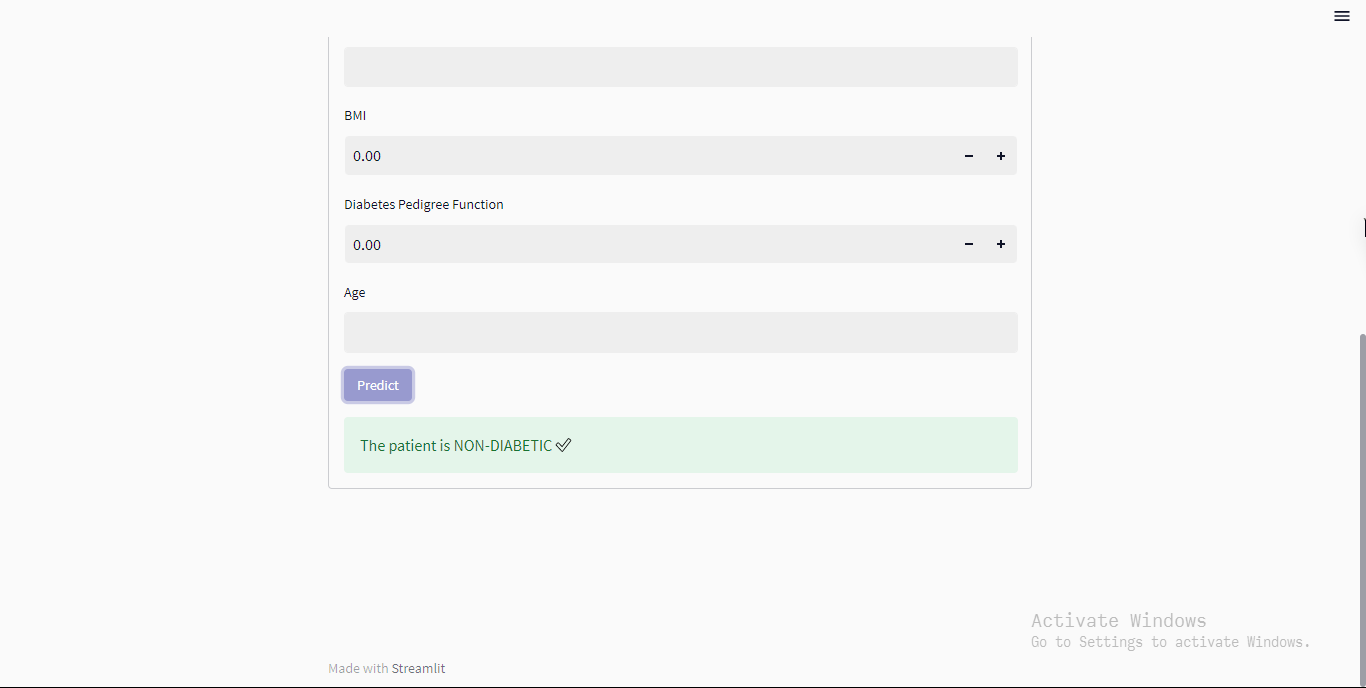 BMI
0.00
Diabetes Pedigree Function
0.00
Age
Predict
The patient is NON-DIABETIC
Activate Windows
Go to Settings to activate Windows.
Made with Streamlit